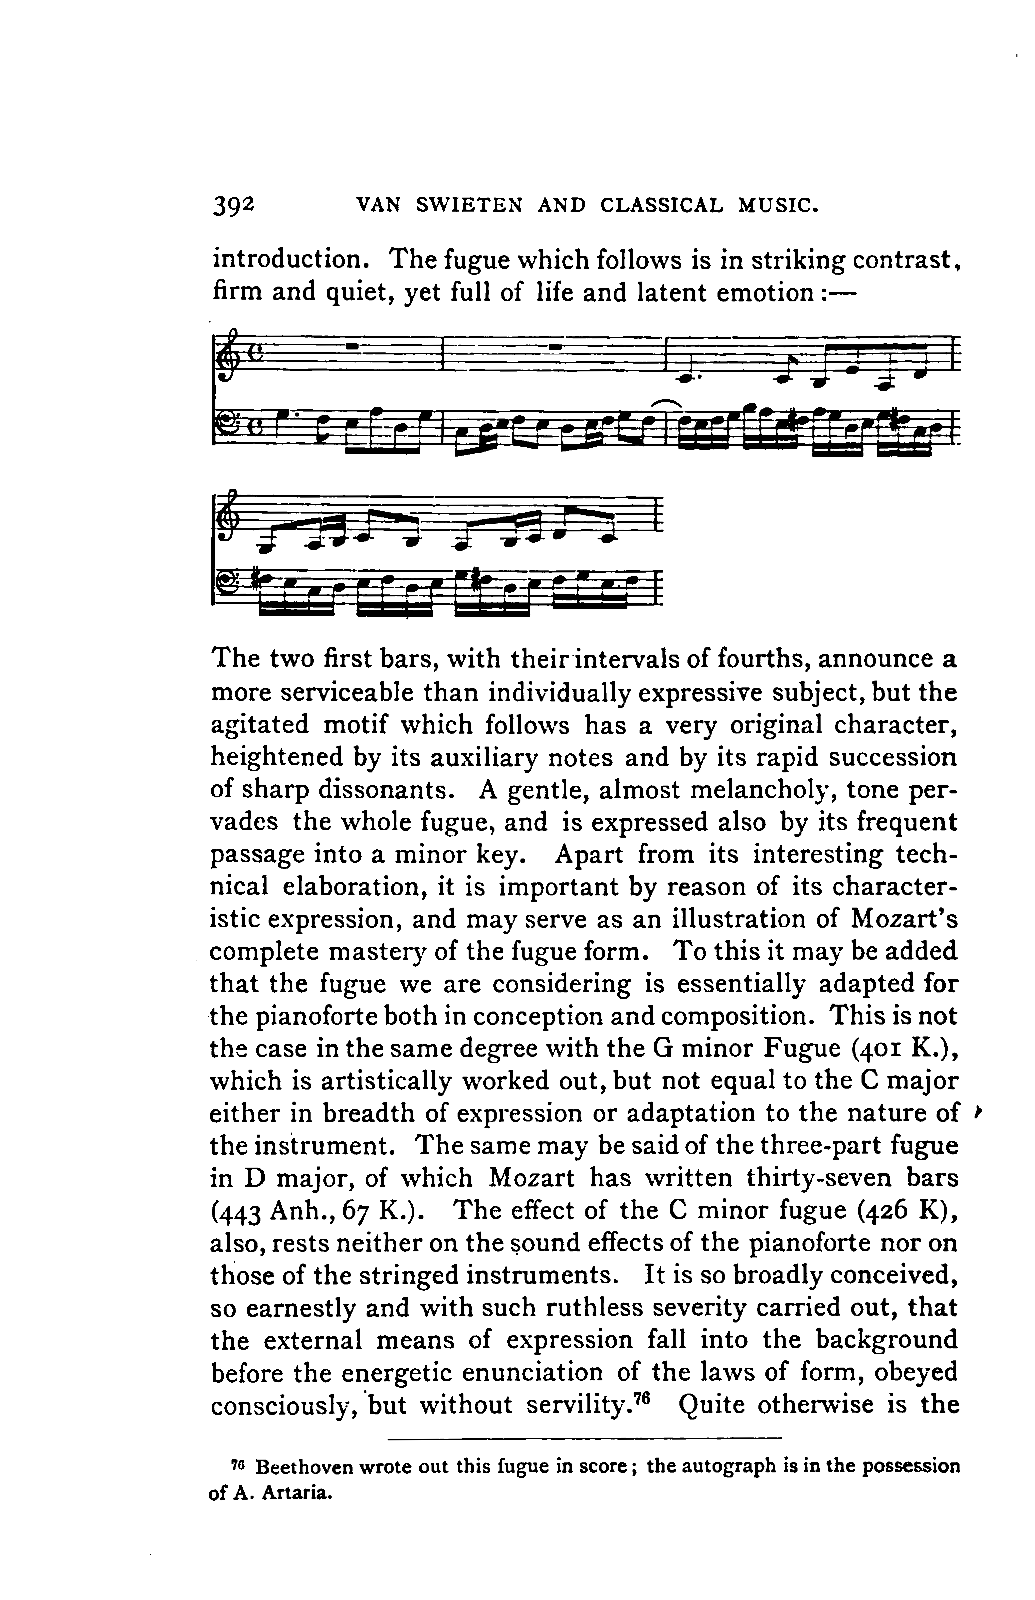 392 VAN SWIETEN AND CLASSICAL MUSIC.
introduction. The fugue which follows is in striking contrast,
firm and quiet, yet full of life and latent emotion :—
The two first bars, with their intervals of fourths, announce a
more serviceable than individually expressive subject, but the
agitated motif which follows has a very original character,
heightened by its auxiliary notes and by its rapid succession
of sharp dissonants. A gentle, almost melancholy, tone per-
vades the whole fugue, and is expressed also by its frequent
passage into a minor key. Apart from its interesting tech-
nical elaboration, it is important by reason of its character-
istic expression, and may serve as an illustration of Mozart's
complete mastery of the fugue form. To this it may be added
that the fugue we are considering is essentially adapted for
the pianoforte both in conception and composition. This is not
the case in the same degree with the G minor Fugue (401 K.),
which is artistically worked out, but not equal to the C major
either in breadth of expression or adaptation to the nature of
the instrument. The same may be said of the three-part fugue
in D major, of which Mozart has written thirty-seven bars
(443 Anh., 67 K.). The effect of the C minor fugue (426 K),
also, rests neither on the sound effects of the pianoforte nor on
those of the stringed instruments. It is so broadly conceived,
so earnestly and with such ruthless severity carried out, that
the external means of expression fall into the background
before the energetic enunciation of the laws of form, obeyed
consciously, but without servility.⁷⁶ Quite otherwise is the
⁷⁶ Beethoven wrote out this fugue in score; the autograph is in the possession
of A. Artaria.